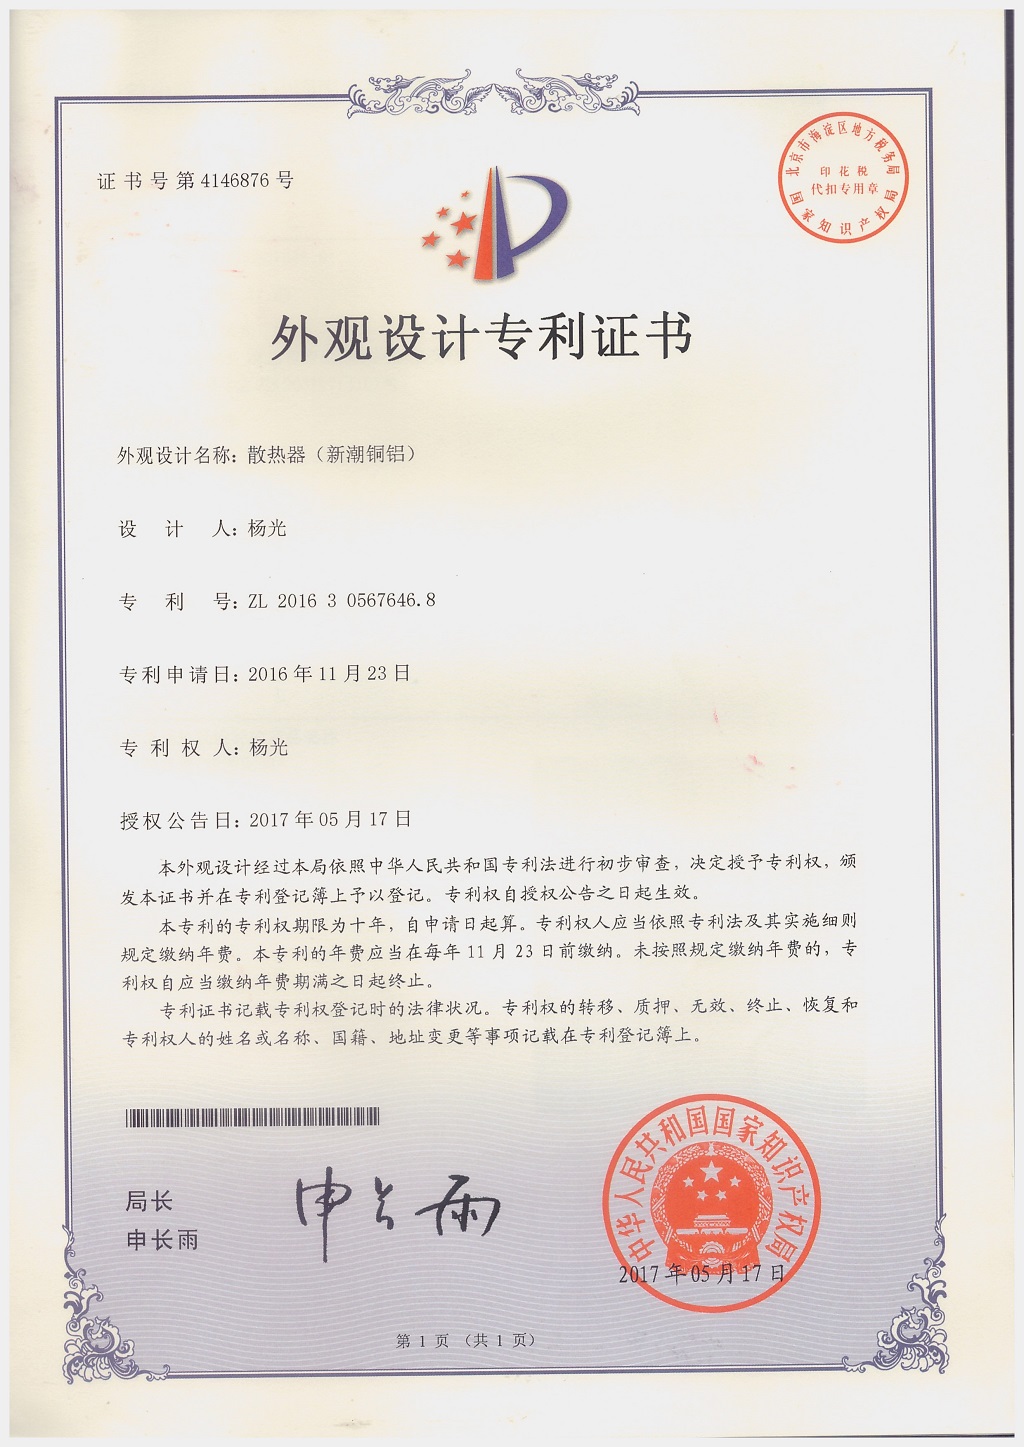 证书号第4146876号
北京市海淀区地方税务局
印花税
代扣专用章
国家知识产权局
外观设计专利证书
外观设计名称：散热器（新潮铜铝）
设计人：杨光
专利号：ZL 2016 3 0567646.8
专利申请日：2016年11月23日
专利权人：杨光
授权公告日：2017年05月17日
本外观设计经过本局依照中华人民共和国专利法进行初步审查，决定授予专利权，颁
发本证书并在专利登记簿上予以登记。专利权自授权公告之日起生效。
本专利的专利权期限为十年，自申请日起算。专利权人应当依照专利法及其实施细则
规定缴纳年费。本专利的年费应当在每年11月23日前缴纳。未按照规定缴纳年费的，专
利权自应当缴纳年费期满之日起终止。
专利证书记载专利权登记时的法律状况。专利权的转移、质押、无效、终止、恢复和
专利权人的姓名或名称、国籍、地址变更等事项记载在专利登记簿上。
局长
申长雨
申长雨
中华人民共和国国家知识产权局
2017年05月17日
第1页（共1页）